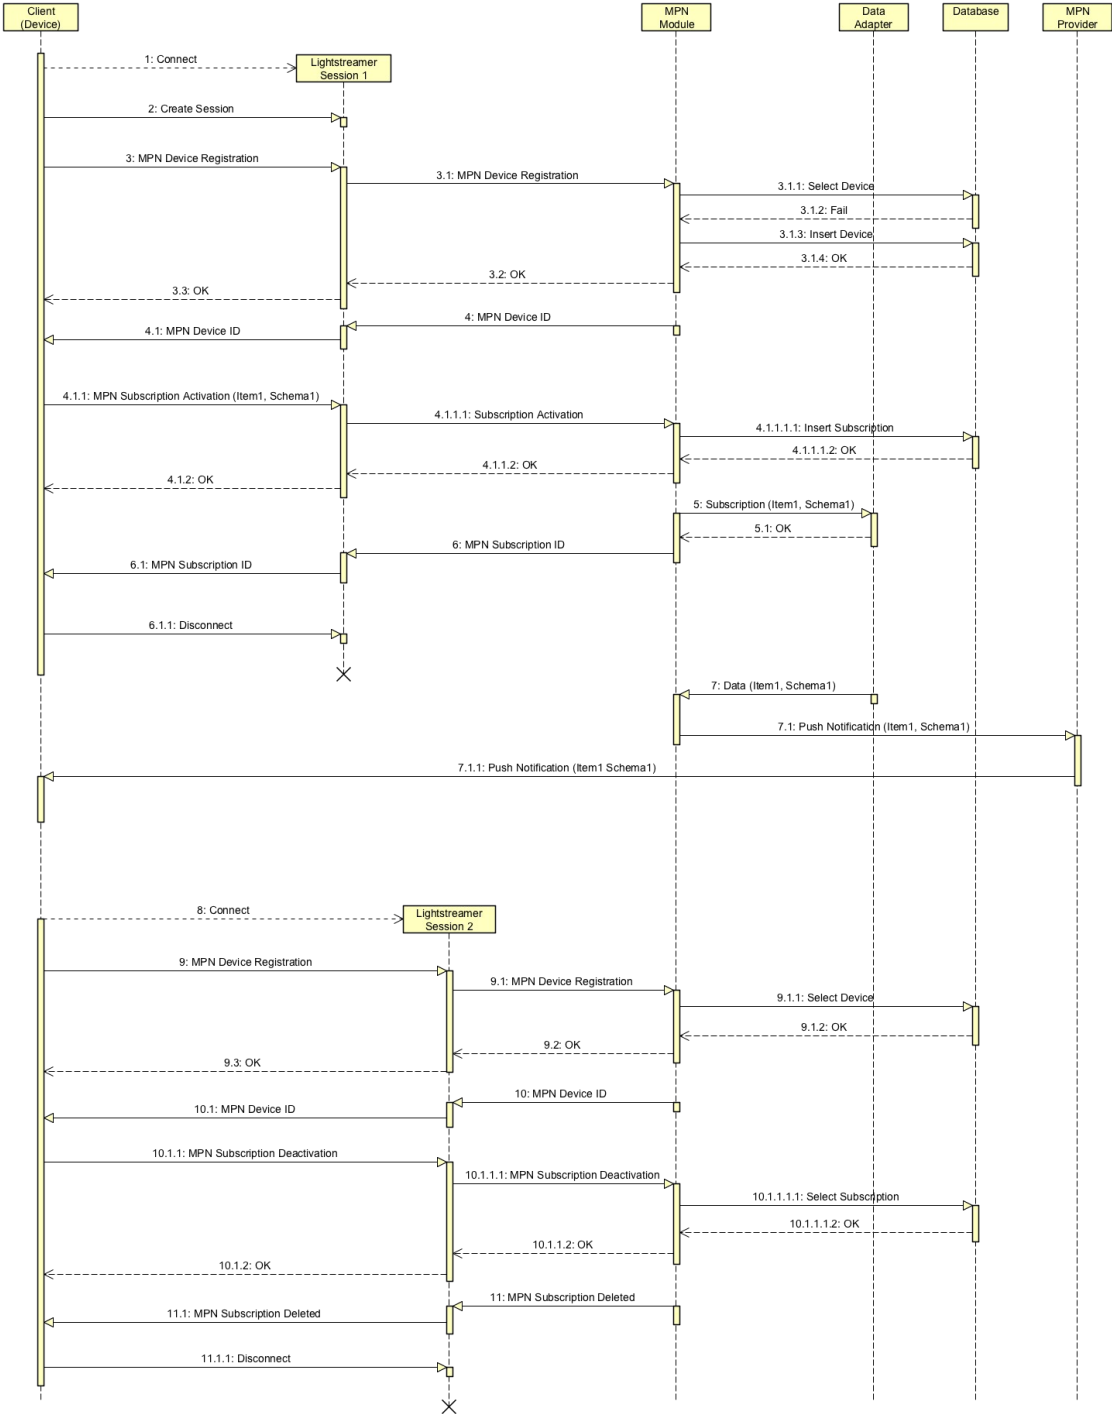 Client
(Device)
MPN
Module
Data
Adapter
Database
MPN
Provider
1: Connect
Lightstreamer
Session 1
2: Create Session
3: MPN Device Registration
3.1: MPN Device Registration
3.1.1: Select Device
3.1.2: Fail
3.1.3: Insert Device
3.1.4: OK
3.2: OK
3.3: OK
4: MPN Device ID
4.1: MPN Device ID
4.1.1: MPN Subscription Activation (Item1, Schema1)
4.1.1.1: Subscription Activation
4.1.1.1.1: Insert Subscription
4.1.1.1.2: OK
4.1.1.2: OK
4.1.2: OK
5: Subscription (Item1, Schema1)
5.1: OK
6: MPN Subscription ID
6.1: MPN Subscription ID
6.1.1: Disconnect
7: Data (Item1, Schema1)
7.1: Push Notification (Item1, Schema1)
7.1.1: Push Notification (Item1 Schema1)
8: Connect
Lightstreamer
Session 2
9: MPN Device Registration
9.1: MPN Device Registration
9.1.1: Select Device
9.1.2: OK
9.2: OK
9.3: OK
10: MPN Device ID
10.1: MPN Device ID
10.1.1: MPN Subscription Deactivation
10.1.1.1: MPN Subscription Deactivation
10.1.1.1.1: Select Subscription
10.1.1.1.2: OK
10.1.1.2: OK
10.1.2: OK
11: MPN Subscription Deleted
11.1: MPN Subscription Deleted
11.1.1: Disconnect